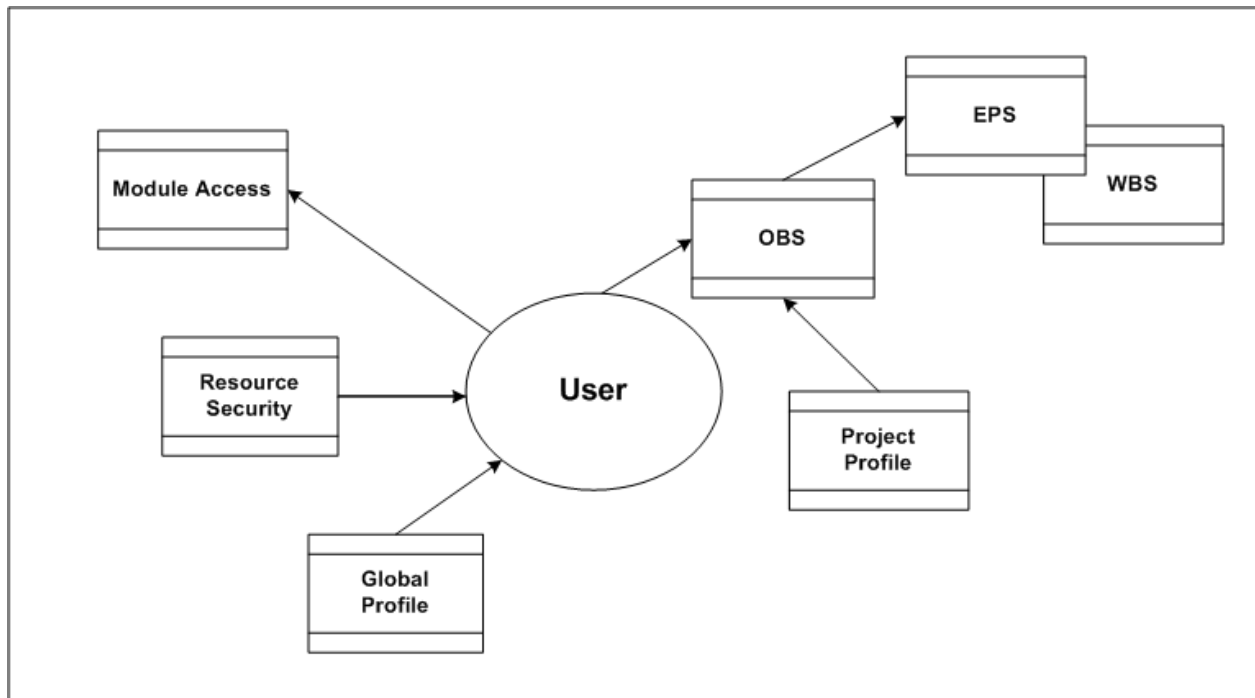 EPS
WBS
Module Access
OBS
Resource
Security
User
Project
Profile
Global
Profile